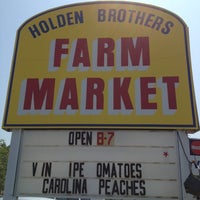 HOLDEN BROTHERS
FARM
MARKET
OPEN 8-7
V IN IPE OMATOES
CAROLINA PEACHES